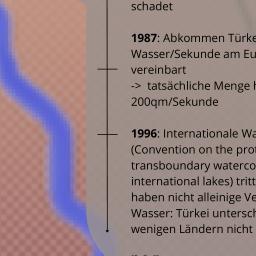 schadet
1987: Abkommen Türke
Wasser/Sekunde am Eu
vereinbart
-> tatsächliche Menge h
200qm/Sekunde
1996: Internationale Wa
(Convention on the pro
transboundary waterco
international lakes) tritt
haben nicht alleinige Ve
Wasser: Türkei untersch
wenigen Ländern nicht